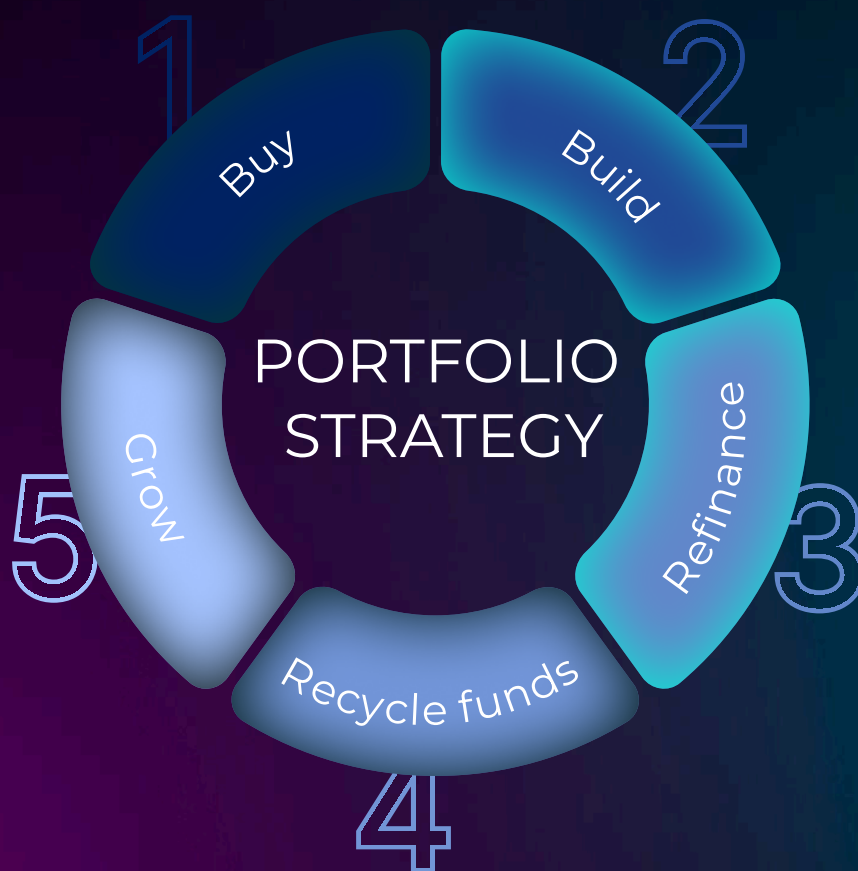 1
Buy
2
Build
PORTFOLIO
STRATEGY
3
Refinance
4
Recycle funds
5
Grow